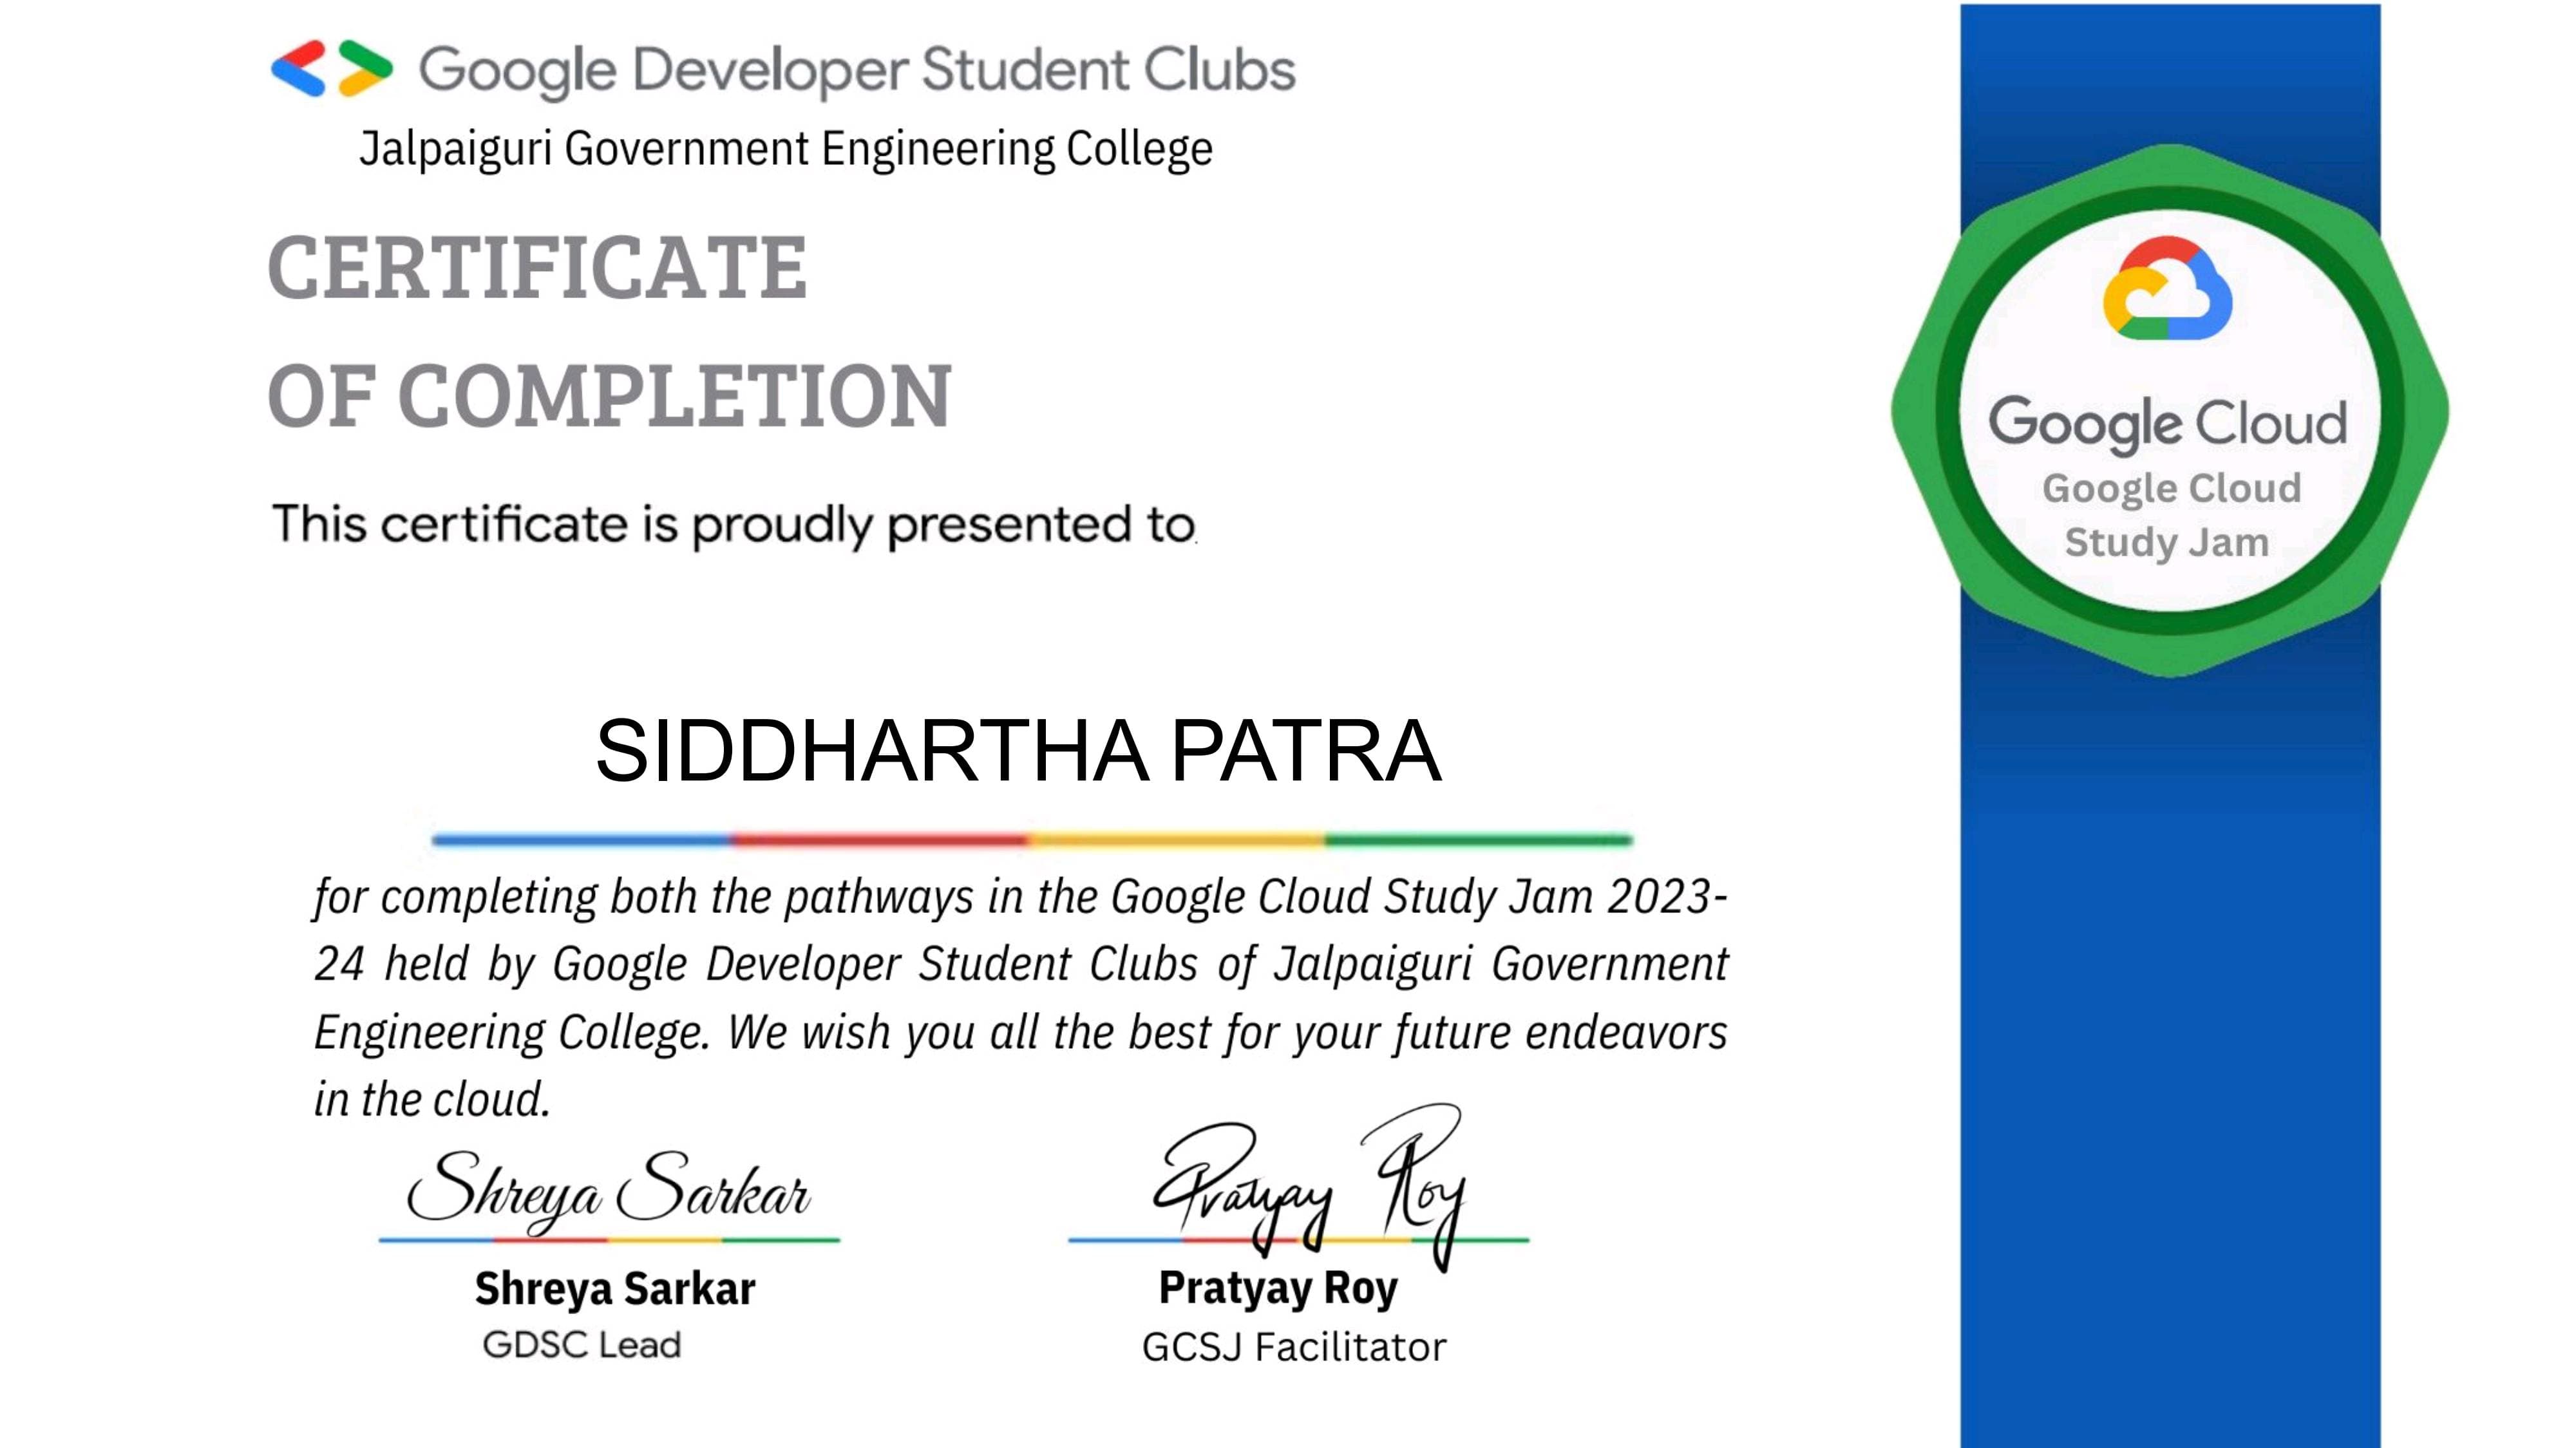 Google Developer Student Clubs
Jalpaiguri Government Engineering College
CERTIFICATE
OF COMPLETION
This certificate is proudly presented to
Google Cloud
Google Cloud
Study Jam
SIDDHARTHA PATRA
for completing both the pathways in the Google Cloud Study Jam 2023-
24 held by Google Developer Student Clubs of Jalpaiguri Government
Engineering College. We wish you all the best for your future endeavors
in the cloud.
Shreya Sarkar
Pratyay Roy
Shreya Sarkar
Pratyay Roy
GDSC Lead
GCSJ Facilitator